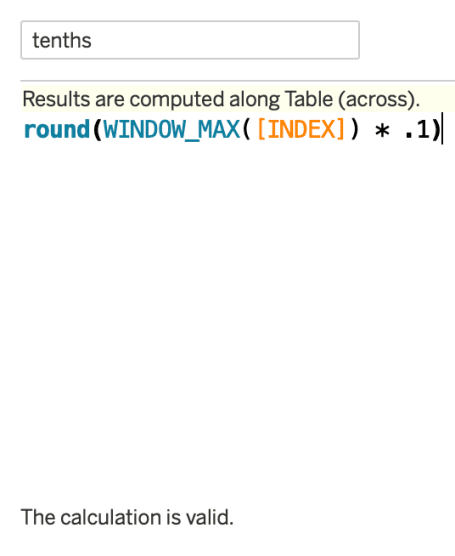 tenths
Results are computed along Table (across).
round(WINDOW_MAX([INDEX]) * .1)
The calculation is valid.